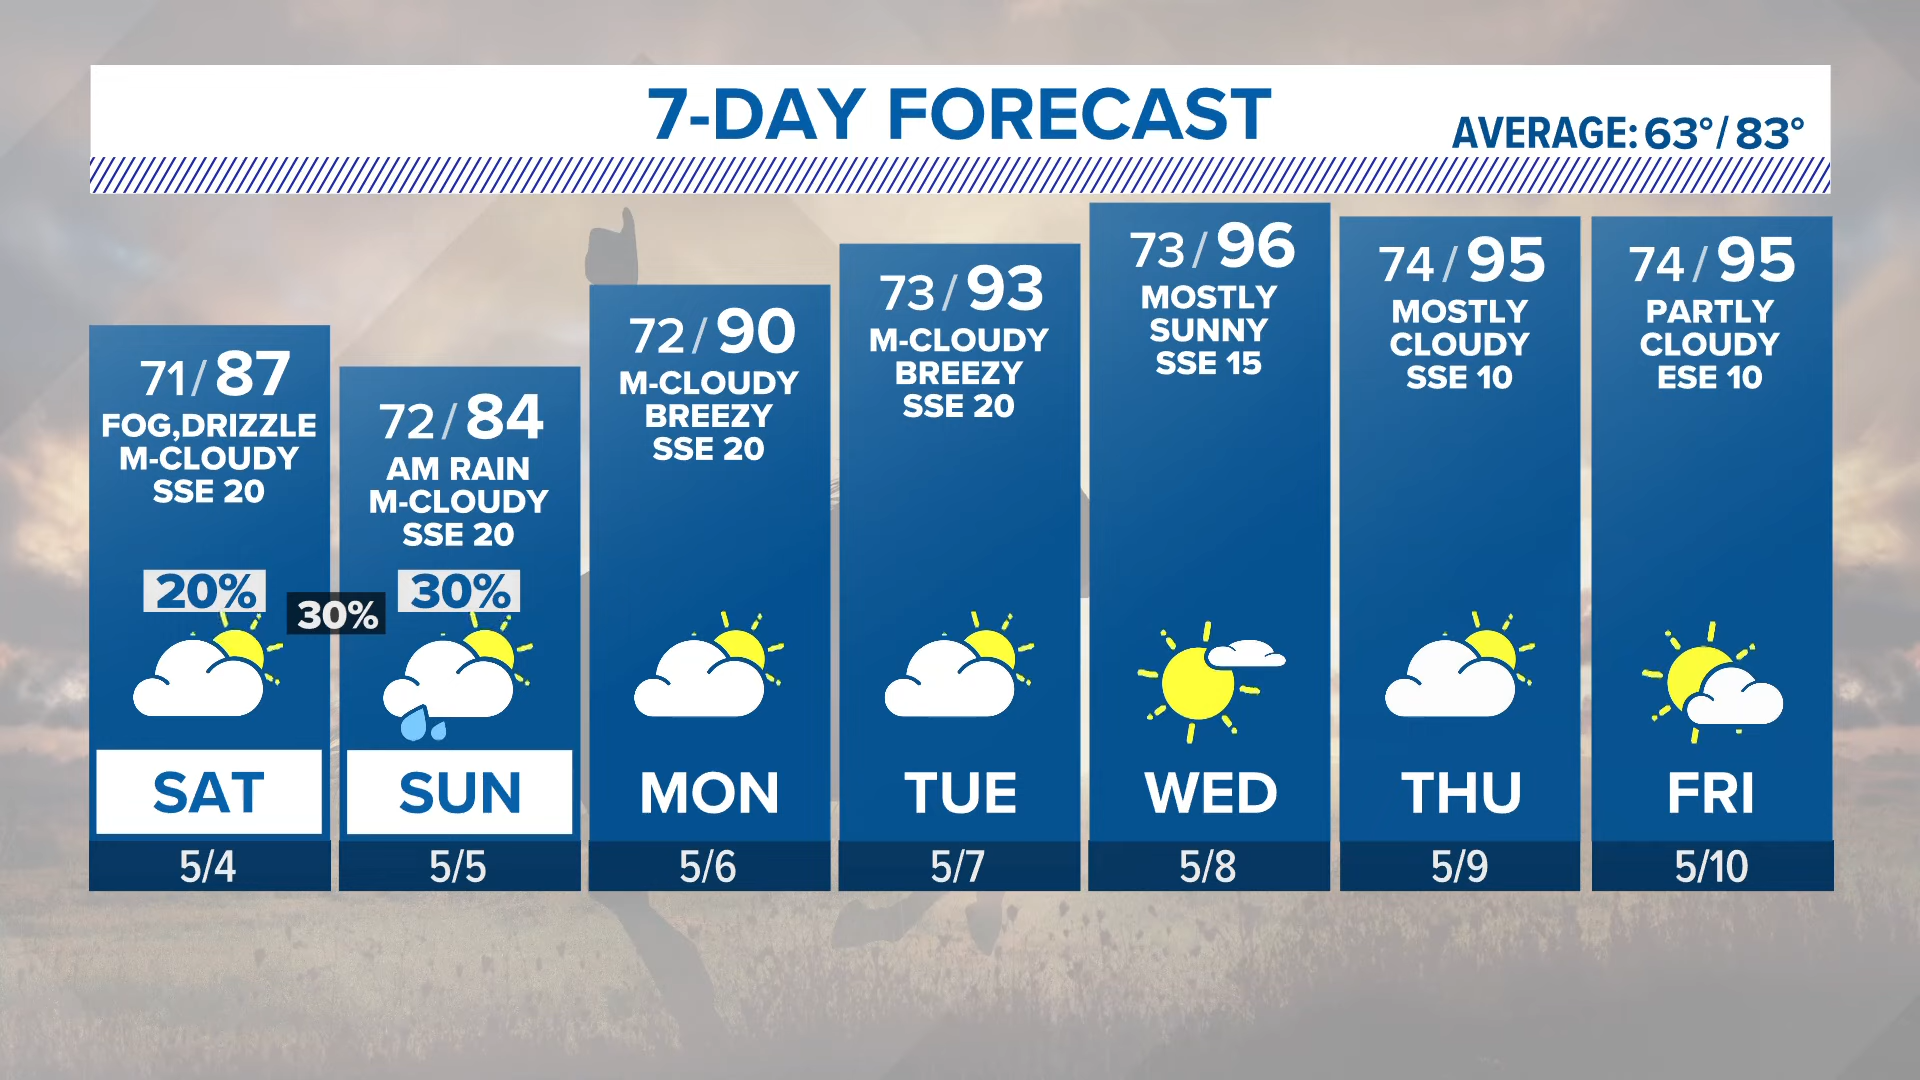 7-DAY FORECAST
AVERAGE: 63°/ 83°
71/87
FOG,DRIZZLE
M-CLOUDY
SSE 20
20%
SAT
5/4
30%
72/84
AM RAIN
M-CLOUDY
SSE 20
30%
SUN
5/5
72/90
M-CLOUDY
BREEZY
SSE 20
MON
5/6
73/93
M-CLOUDY
BREEZY
SSE 20
TUE
5/7
73/96
MOSTLY
SUNNY
SSE 15
WED
5/8
74/95
MOSTLY
CLOUDY
SSE 10
THU
5/9
74/95
PARTLY
CLOUDY
ESE 10
FRI
5/10